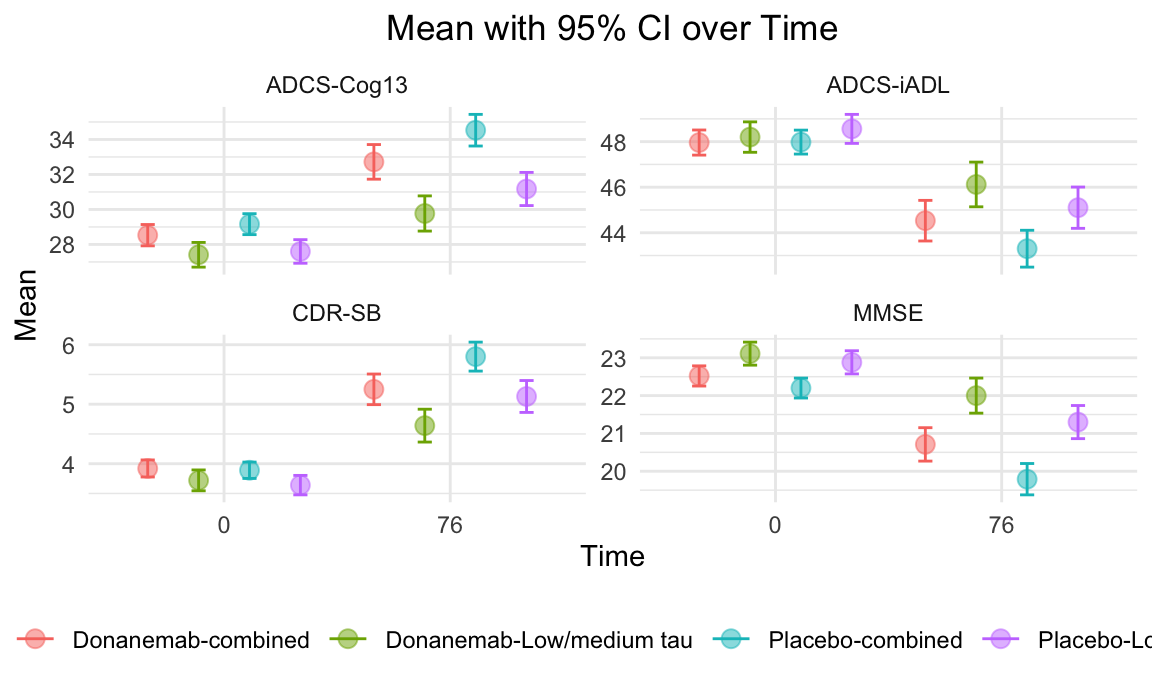 Mean with 95% CI over Time
ADCS-Cog13
ADCS-iADL
34
32
30
28
48
46
44
Mean
CDR-SB
MMSE
6
5
4
23
22
21
20
0
76
0
76
Time
Donanemab-combined Donanemab-Low/medium tau Placebo-combined Placebo-Lo